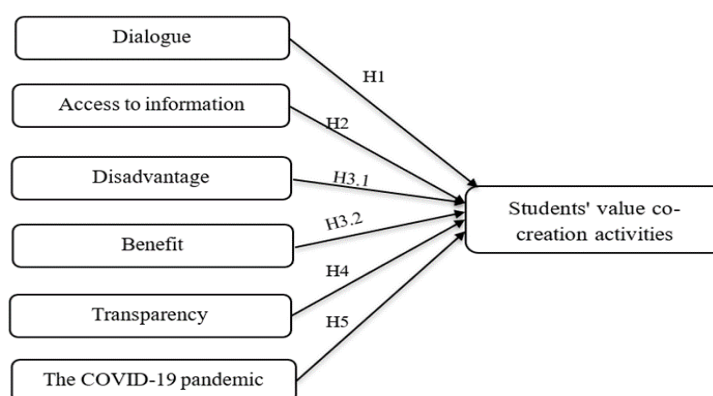 Dialogue
H1
Access to information
H2
Disadvantage
H3.1
Students' value co-
creation activities
H3.2
Benefit
H4
Transparency
H5
The COVID-19 pandemic